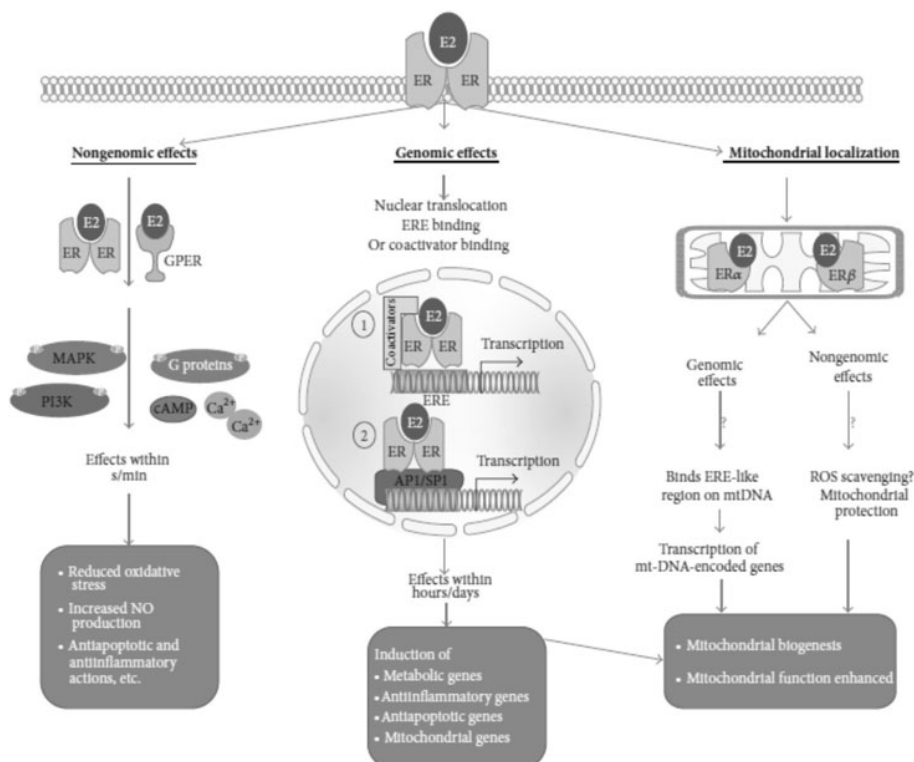 E2
ER ER
Nongenomic effects
E2
ER ER
E2
GPER
MAPK
PI3K
G proteins
cAMP
Ca2+
Ca2+
Effects within
s/min
• Reduced oxidative
stress
• Increased NO
production
• Antiapoptotic and
antiinflammatory
actions, etc.
Genomic effects
Nuclear translocation
ERE binding
Or coactivator binding
1
Coactivators
E2
ER ER
Transcription
ERE
2
E2
ER ER
AP1/SP1
Transcription
Effects within
hours/days
Induction of
• Metabolic genes
• Antiinflammatory genes
• Antiapoptotic genes
• Mitochondrial genes
Mitochondrial localization
E2
ERα
E2
ERβ
Genomic
effects
?
Binds ERE-like
region on mtDNA
Transcription of
mt-DNA-encoded genes
Nongenomic
effects
?
ROS scavenging?
Mitochondrial
protection
• Mitochondrial biogenesis
• Mitochondrial function enhanced